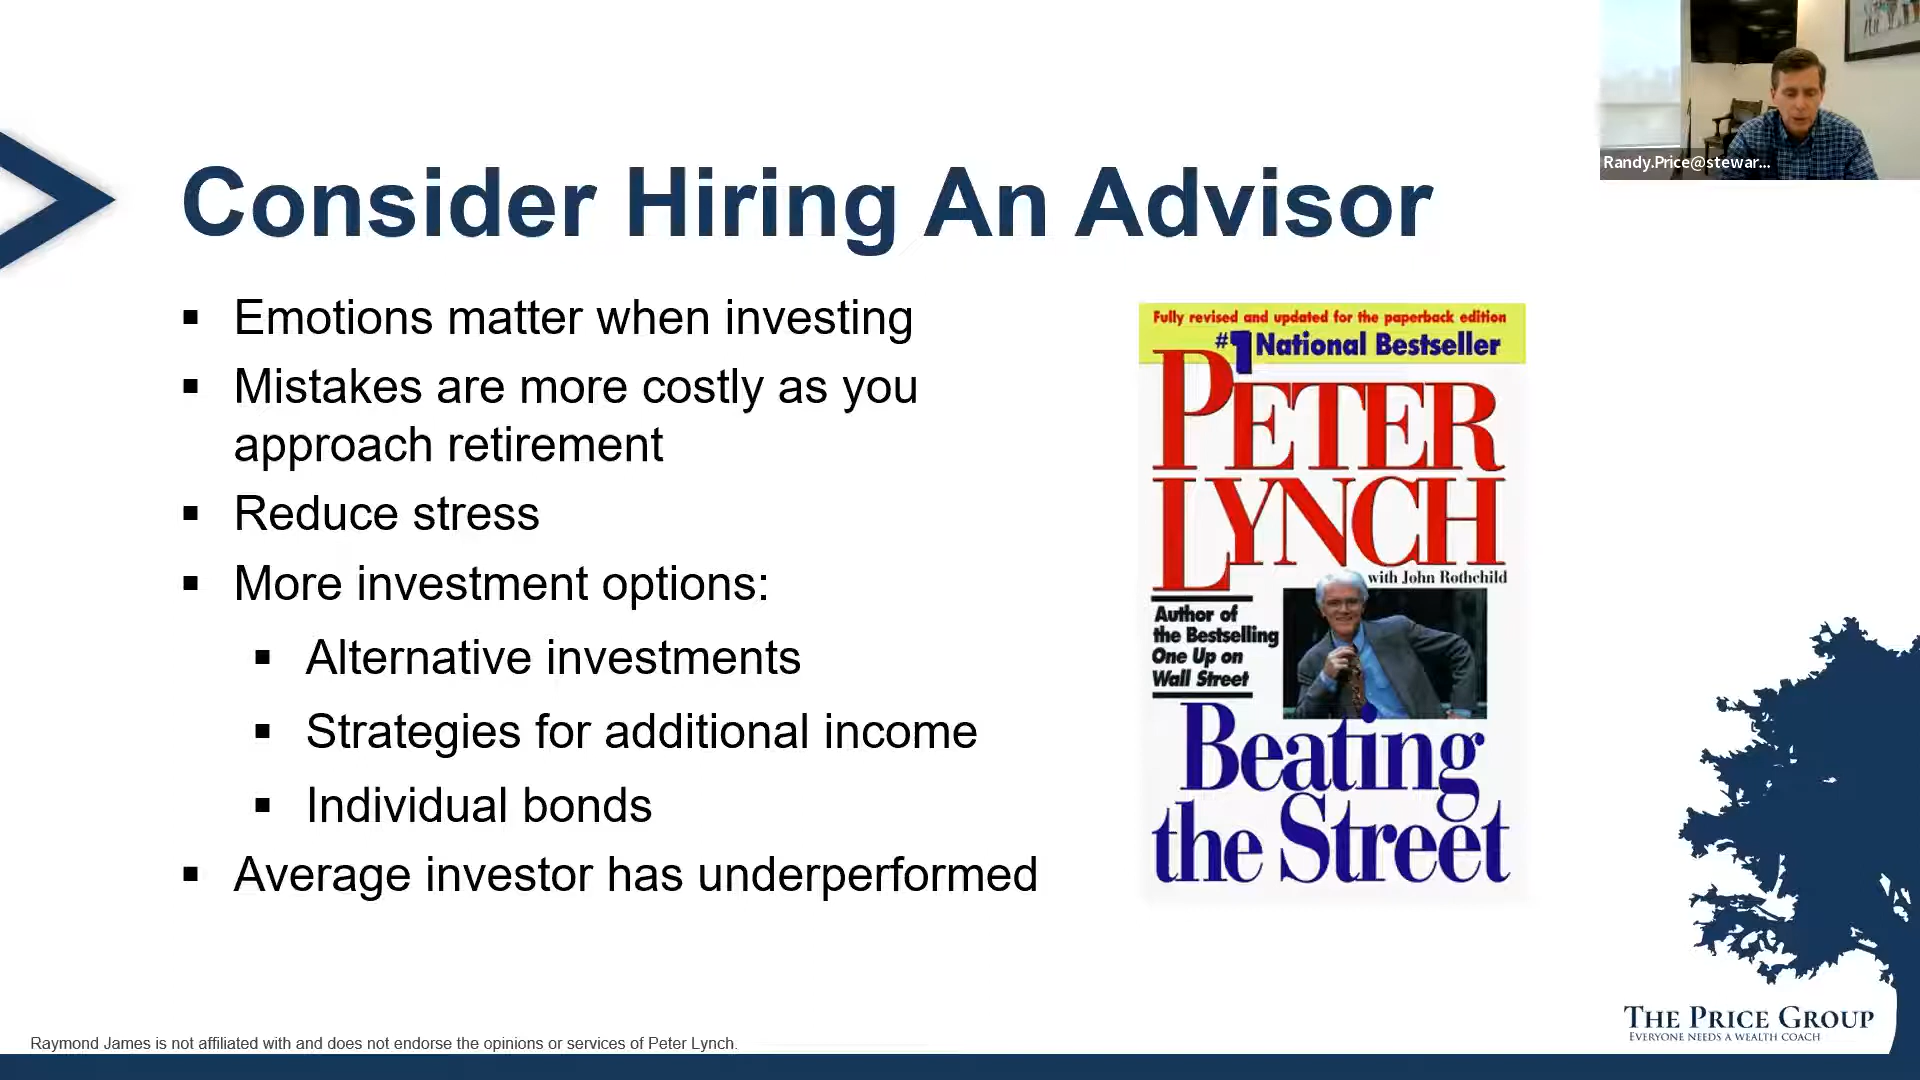 Randy.Price@stewar...
Consider Hiring An Advisor
▪ Emotions matter when investing
▪ Mistakes are more costly as you
approach retirement
▪ Reduce stress
▪ More investment options:
▪ Alternative investments
▪ Strategies for additional income
▪ Individual bonds
▪ Average investor has underperformed
Fully revised and updated for the paperback edition
#1 National Bestseller
PETER
LYNCH
with John Rothchild
Author of
the Bestselling
One Up on
Wall Street
Beating
the Street
THE PRICE GROUP
EVERYONE NEEDS A WEALTH COACH
Raymond James is not affiliated with and does not endorse the opinions or services of Peter Lynch.